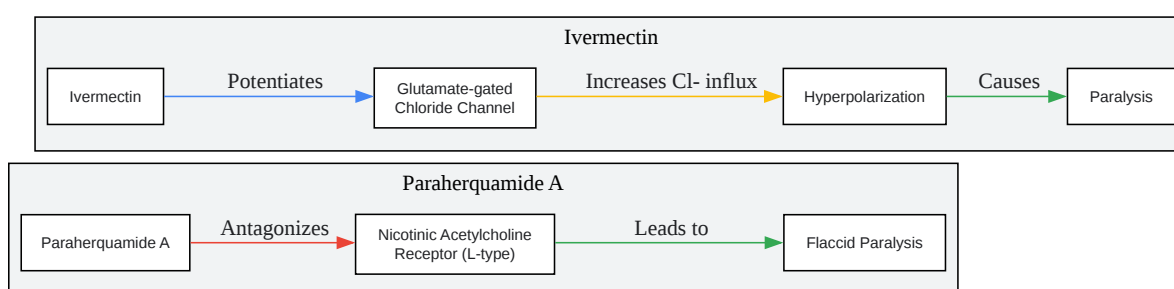 Ivermectin
Ivermectin
Potentiates
Glutamate-gated
Chloride Channel
Increases Cl- influx
Hyperpolarization
Causes
Paralysis
Paraherquamide A
Paraherquamide A
Antagonizes
Nicotinic Acetylcholine
Receptor (L-type)
Leads to
Flaccid Paralysis